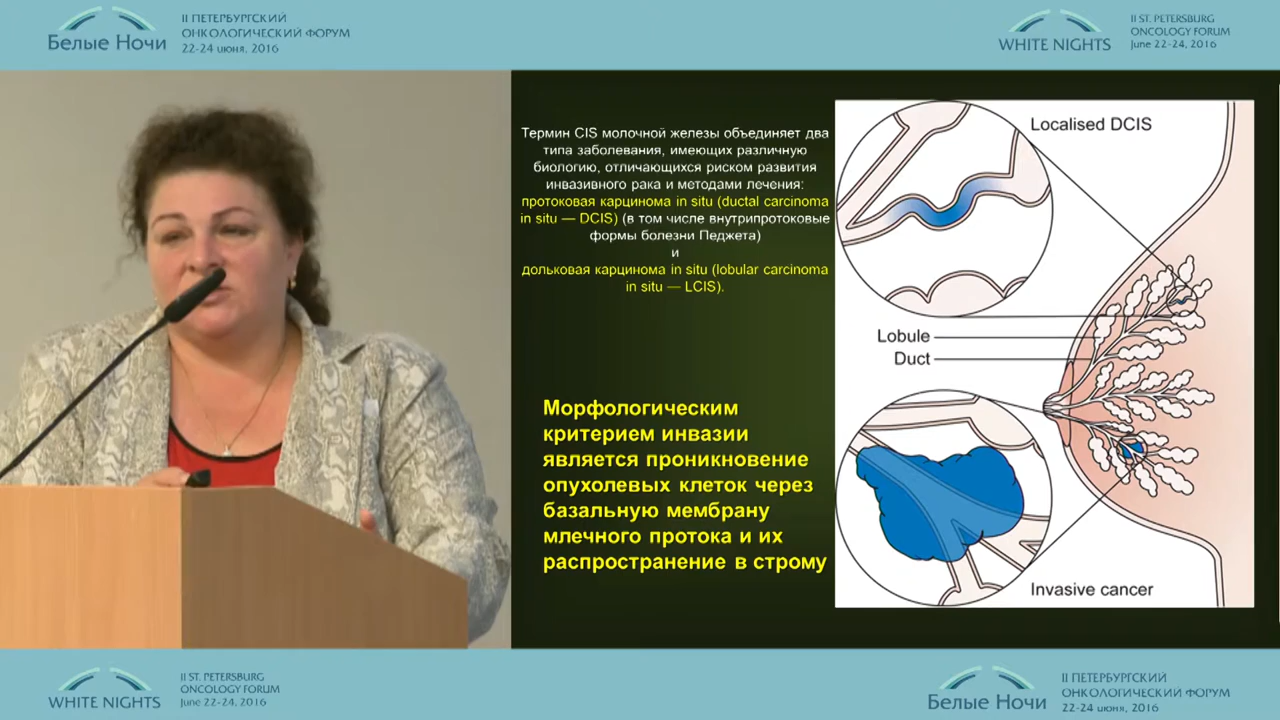 Белые Ночи
II ПЕТЕРБУРГСКИЙ
ОНКОЛОГИЧЕСКИЙ ФОРУМ
22-24 июня, 2016
WHITE NIGHTS
II ST. PETERSBURG
ONCOLOGY FORUM
June 22-24, 2016
Термин CIS молочной железы объединяет два
типа заболевания, имеющих различную
биологию, отличающихся риском развития
инвазивного рака и методами лечения:
протоковая карцинома in situ (ductal carcinoma
in situ — DCIS) (в том числе внутрипротоковые
формы болезни Педжета)
и
дольковая карцинома in situ (lobular carcinoma
in situ — LCIS).
Морфологическим
критерием инвазии
является проникновение
опухолевых клеток через
базальную мембрану
млечного протока и их
распространение в строму
Localised DCIS
Lobule
Duct
Invasive cancer
WHITE NIGHTS
II ST. PETERSBURG
ONCOLOGY FORUM
June 22-24, 2016
Белые Ночи
II ПЕТЕРБУРГСКИЙ
ОНКОЛОГИЧЕСКИЙ ФОРУМ
22-24 июня, 2016